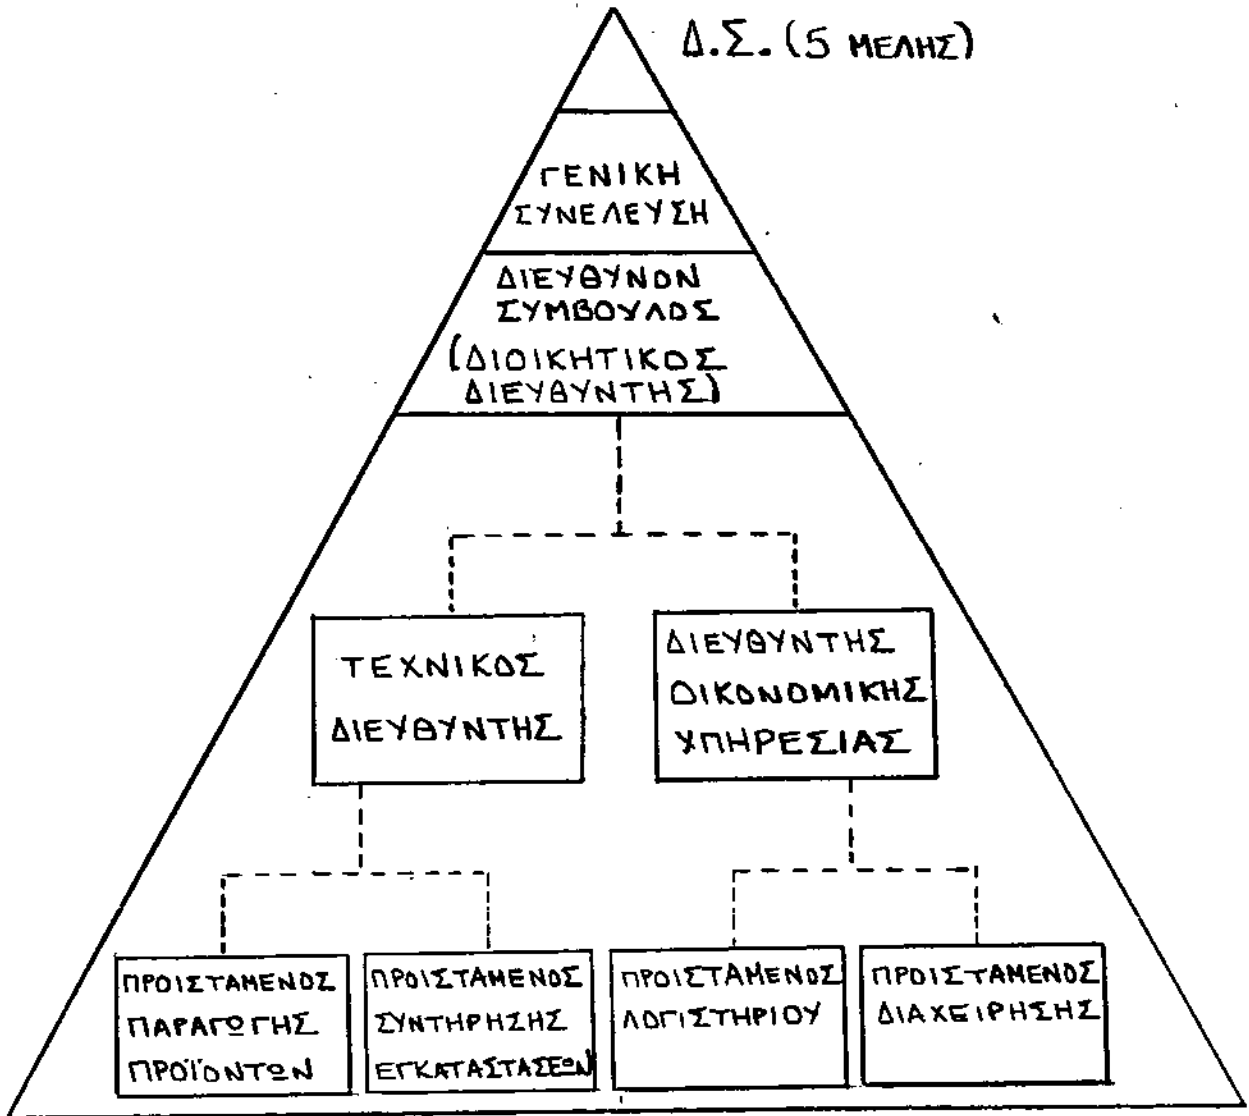 Δ.Σ. (5 ΜΕΛΗΣ)
ΓΕΝΙΚΗ
ΣΥΝΕΛΕΥΣΗ
ΔΙΕΥΘΥΝΟΝ
ΣΥΜΒΟΥΛΟΣ
(ΔΙΟΙΚΗΤΙΚΟΣ
ΔΙΕΥΘΥΝΤΗΣ)
ΤΕΧΝΙΚΟΣ
ΔΙΕΥΘΥΝΤΗΣ
ΔΙΕΥΘΥΝΤΗΣ
ΟΙΚΟΝΟΜΙΚΗΣ
ΥΠΗΡΕΣΙΑΣ
ΠΡΟΙΣΤΑΜΕΝΟΣ
ΠΑΡΑΓΩΓΗΣ
ΠΡΟΪΟΝΤΩΝ
ΠΡΟΙΣΤΑΜΕΝΟΣ
ΣΥΝΤΗΡΗΣΗΣ
ΕΓΚΑΤΑΣΤΑΣΕΩΝ
ΠΡΟΙΣΤΑΜΕΝΟΣ
ΛΟΓΙΣΤΗΡΙΟΥ
ΠΡΟΙΣΤΑΜΕΝΟΣ
ΔΙΑΧΕΙΡΗΣΗΣ